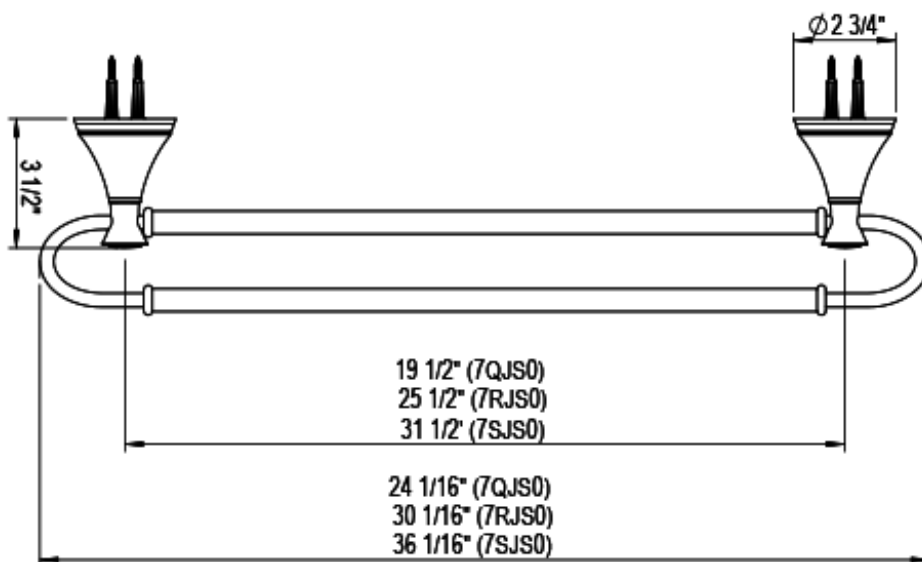 ⌀2 3/4"
3 1/2"
19 1/2" (7QJS0)
25 1/2" (7RJS0)
31 1/2' (7SJS0)
24 1/16" (7QJS0)
30 1/16" (7RJS0)
36 1/16" (7SJS0)